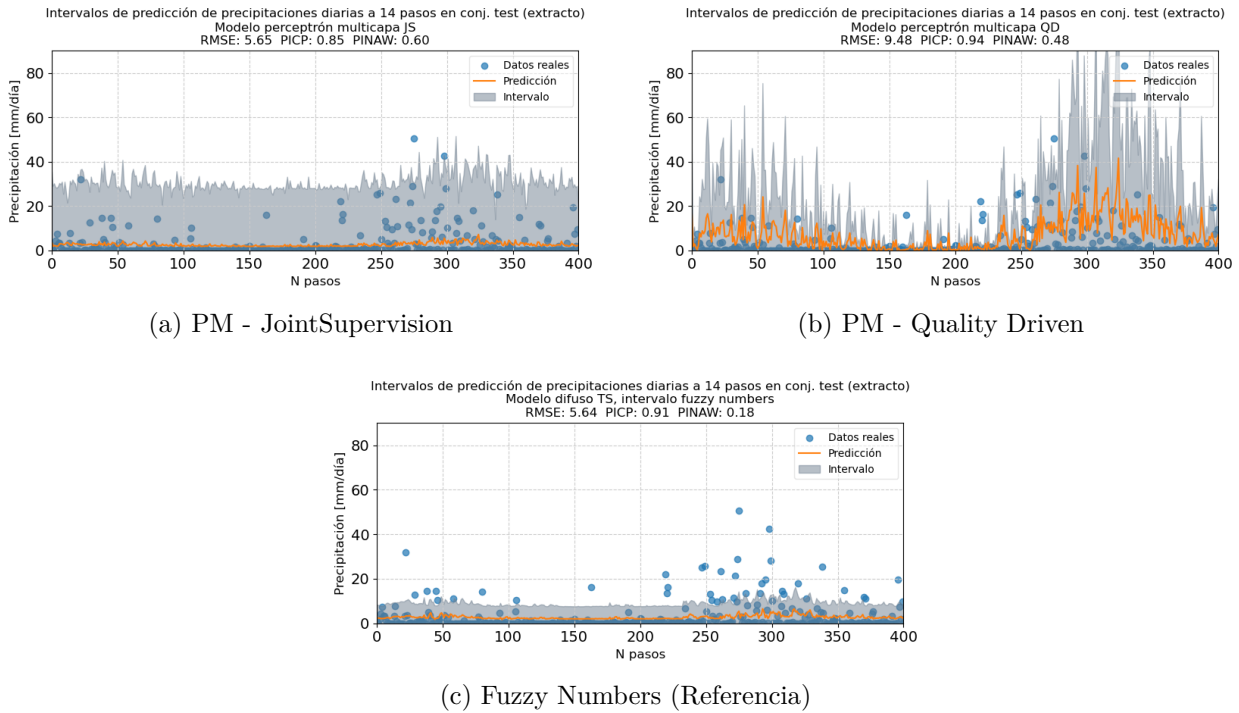 Intervalos de predicción de precipitaciones diarias a 14 pasos en conj. test (extracto)
Modelo perceptrón multicapa JS
RMSE: 5.65 PICP: 0.85 PINAW: 0.60
Precipitación [mm/día]
80
60
40
20
0
Datos reales
Predicción
Intervalo
0 50 100 150 200 250 300 350 400
N pasos
(a) PM - JointSupervision
Intervalos de predicción de precipitaciones diarias a 14 pasos en conj. test (extracto)
Modelo perceptrón multicapa QD
RMSE: 9.48 PICP: 0.94 PINAW: 0.48
Precipitación [mm/día]
80
60
40
20
0
Datos reales
Predicción
Intervalo
0 50 100 150 200 250 300 350 400
N pasos
(b) PM - Quality Driven
Intervalos de predicción de precipitaciones diarias a 14 pasos en conj. test (extracto)
Modelo difuso TS, intervalo fuzzy numbers
RMSE: 5.64 PICP: 0.91 PINAW: 0.18
Precipitación [mm/día]
80
60
40
20
0
Datos reales
Predicción
Intervalo
0 50 100 150 200 250 300 350 400
N pasos
(c) Fuzzy Numbers (Referencia)